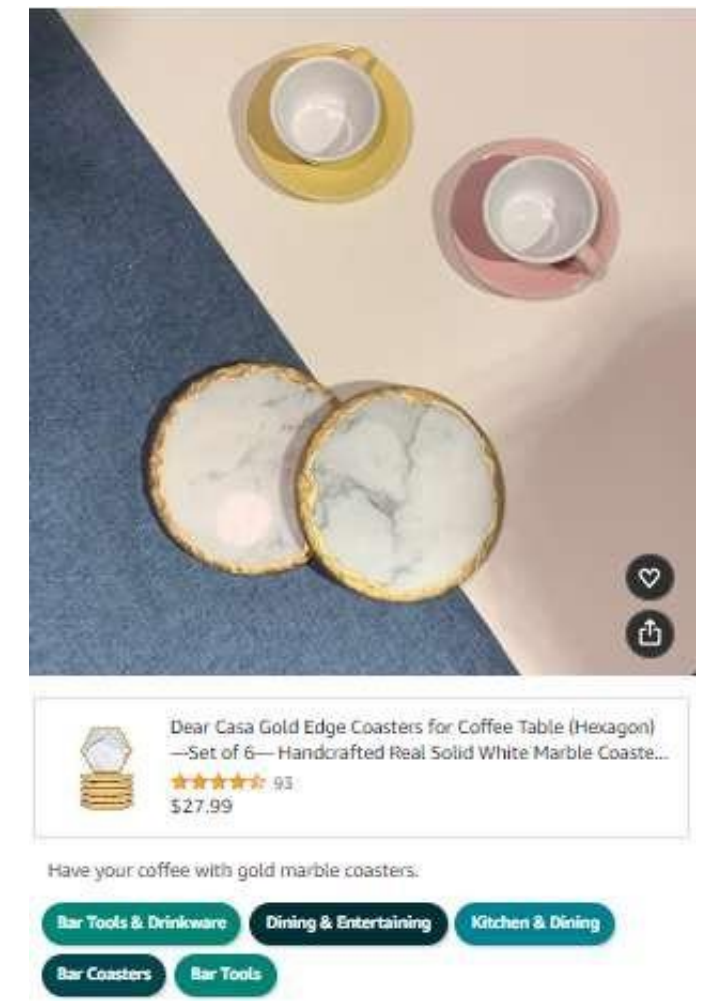 Dear Casa Gold Edge Coasters for Coffee Table (Hexagon)
—Set of 6— Handcrafted Real Solid White Marble Coaste...
93
$27.99
Have your coffee with gold marble coasters.
Bar Tools & Drinkware
Dining & Entertaining
Kitchen & Dining
Bar Coasters
Bar Tools